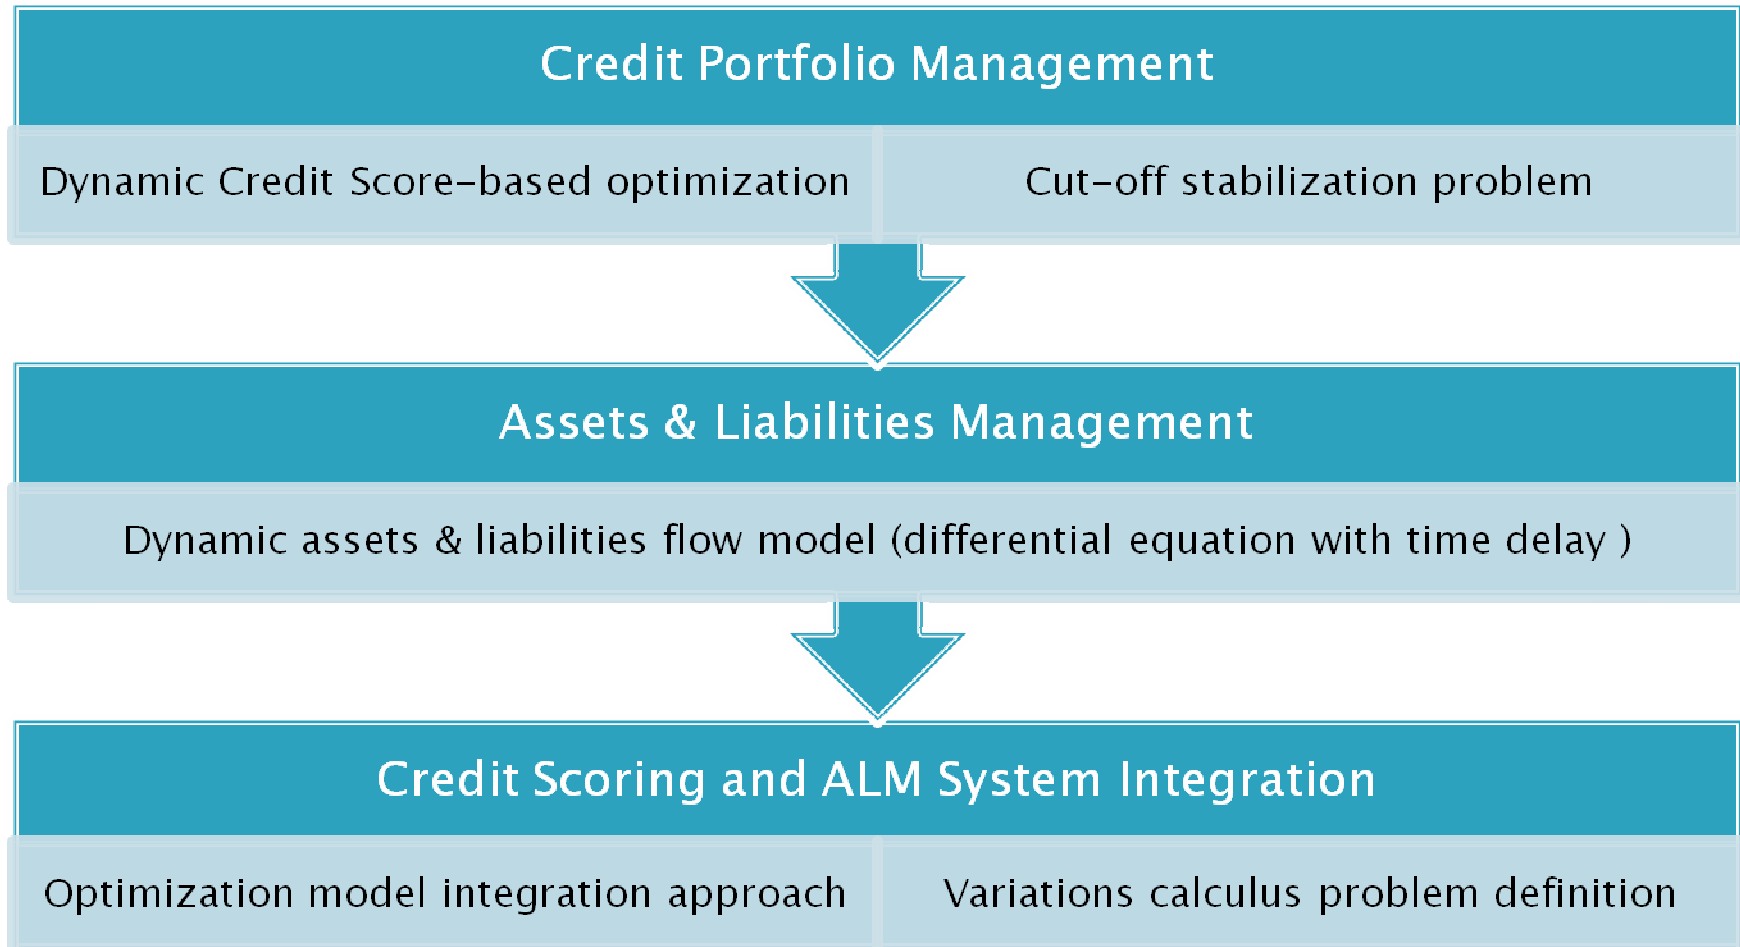 Credit Portfolio Management
Dynamic Credit Score-based optimization
Cut-off stabilization problem
Assets & Liabilities Management
Dynamic assets & liabilities flow model (differential equation with time delay )
Credit Scoring and ALM System Integration
Optimization model integration approach
Variations calculus problem definition